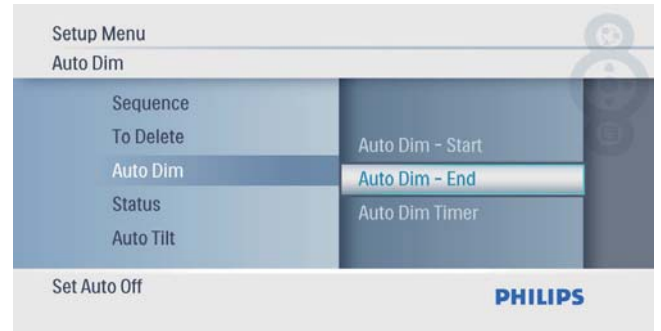 Setup Menu
Auto Dim
Sequence
To Delete
Auto Dim
Status
Auto Tilt
Auto Dim - Start
Auto Dim - End
Auto Dim Timer
Set Auto Off
PHILIPS